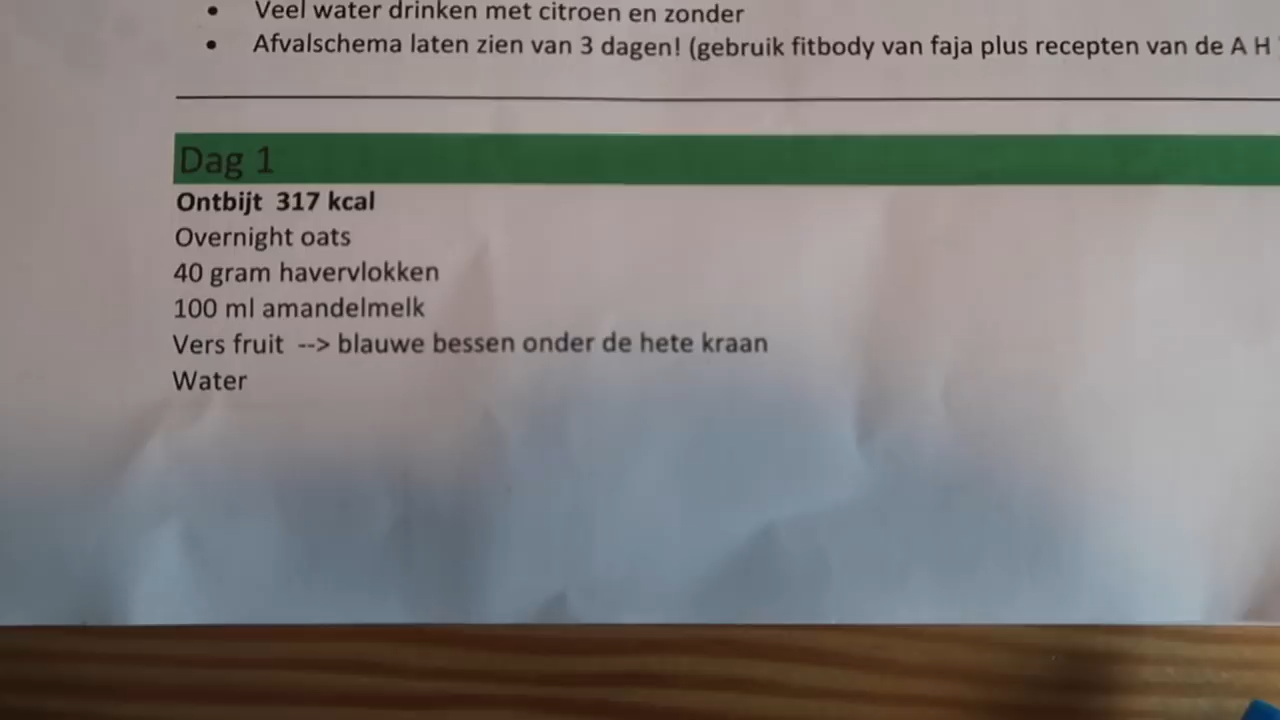 • Veel water drinken met citroen en zonder
• Afvalschema laten zien van 3 dagen! (gebruik fitbody van faja plus recepten van de A H
Dag 1
Ontbijt 317 kcal
Overnight oats
40 gram havervlokken
100 ml amandelmelk
Vers fruit --> blauwe bessen onder de hete kraan
Water